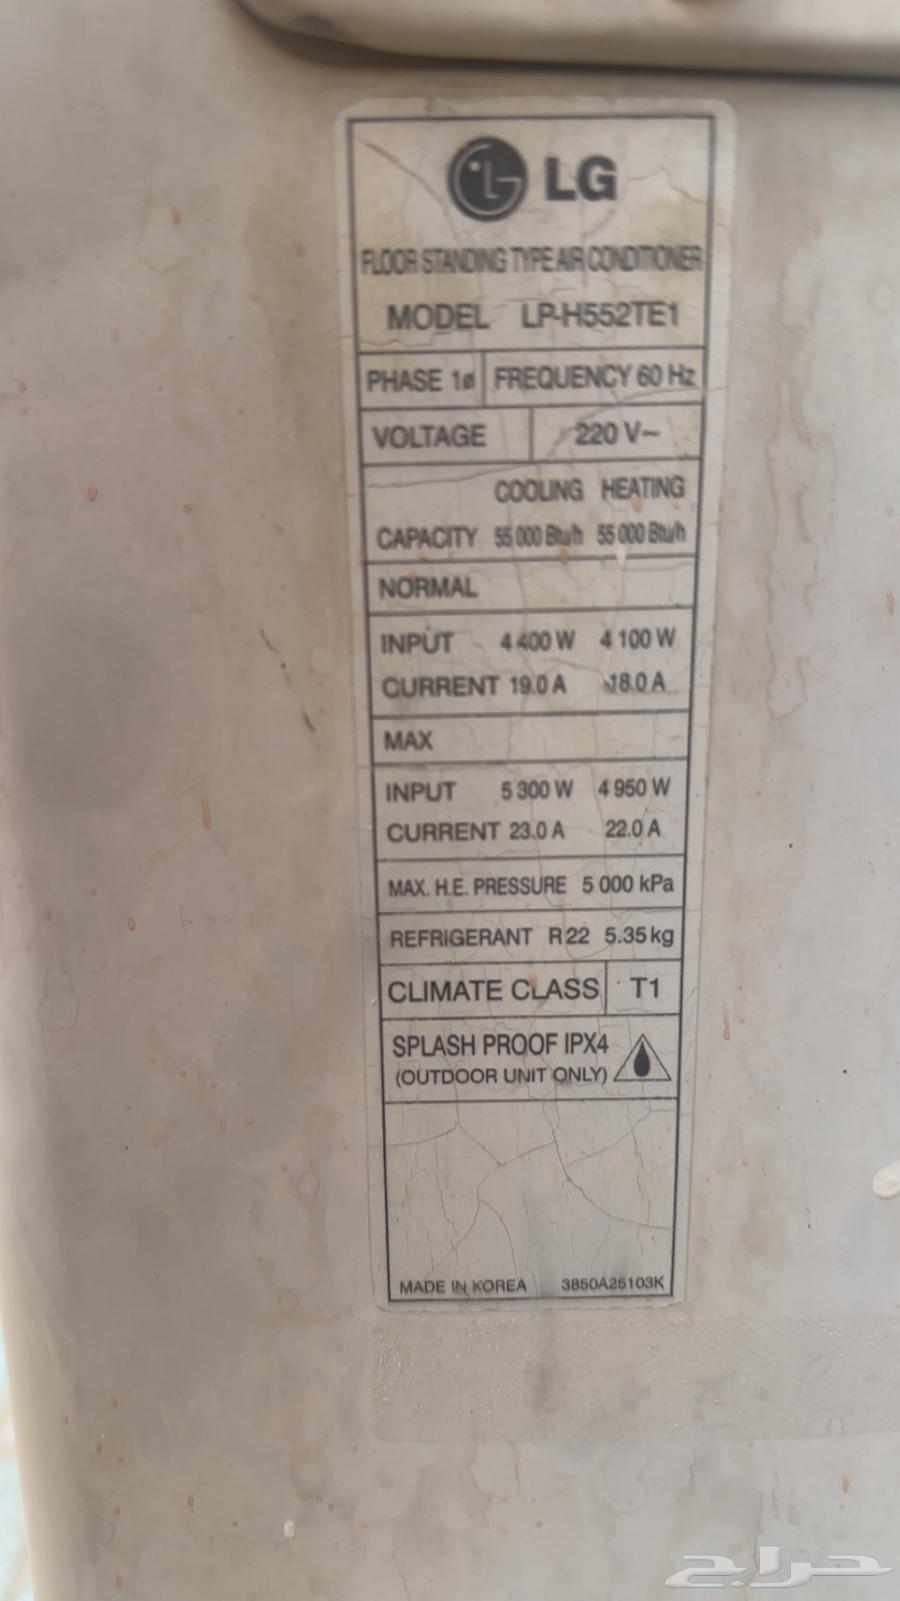 LG
FLOOR STANDING TYPE AIR CONDITIONER
MODEL LP-H552TE1
PHASE 1ø FREQUENCY 60 Hz
VOLTAGE 220 V~
COOLING HEATING
CAPACITY 55 000 Btu/h 55 000 Btu/h
NORMAL
INPUT 4 400 W 4 100 W
CURRENT 19.0 A 18.0 A
MAX
INPUT 5 300 W 4 950 W
CURRENT 23.0 A 22.0 A
MAX. H.E. PRESSURE 5 000 kPa
REFRIGERANT R22 5.35 kg
CLIMATE CLASS T1
SPLASH PROOF IPX4
(OUTDOOR UNIT ONLY)
MADE IN KOREA 3850A25103K
حراج